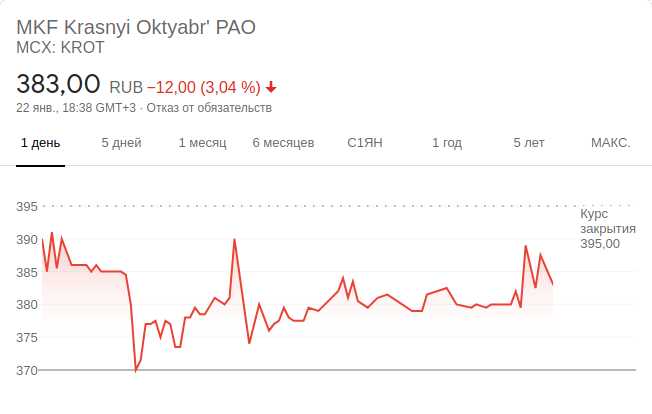 MKF Krasnyi Oktyabr' PAO
MCX: KROT
383,00 RUB −12,00 (3,04 %)
22 янв., 18:38 GMT+3 · Отказ от обязательств
1 день 5 дней 1 месяц 6 месяцев С1ЯН 1 год 5 лет МАКС.
395
Курс
закрытия
395,00
390
385
380
375
370